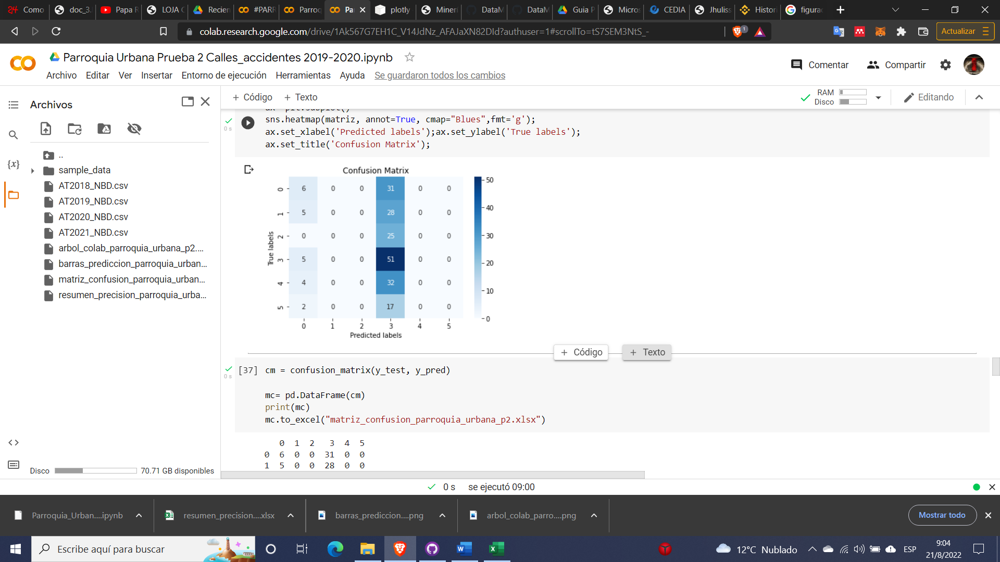 Como
doc_3.
Papa R
LOJA C
Recien
#PARR
Parroq
Pa
plotly
Miner
DataM
DataM
Guia P
Micros
CEDIA
Jhuliss
Histori
figurac
colab.research.google.com/drive/1Ak567G7EH1C_V14JdNz_AFAJaXN82DId?authuser=1#scrollTo=tS7SEM3NtS_-
1
Actualizar
Parroquia Urbana Prueba 2 Calles_accidentes 2019-2020.ipynb
Comentar
Compartir
Archivo Editar Ver Insertar Entorno de ejecución Herramientas Ayuda Se guardaron todos los cambios
Archivos
+ Código + Texto
RAM
Disco
Editando
..
sample_data
AT2018_NBD.csv
AT2019_NBD.csv
AT2020_NBD.csv
AT2021_NBD.csv
arbol_colab_parroquia_urbana_p2....
barras_prediccion_parroquia_urban...
matriz_confusion_parroquia_urban...
resumen_precision_parroquia_urba...
Disco 70.71 GB disponibles
0 s
ax= plt.subplot()
sns.heatmap(matriz, annot=True, cmap="Blues",fmt='g');
ax.set_xlabel('Predicted labels');ax.set_ylabel('True labels');
ax.set_title('Confusion Matrix');
Confusion Matrix
True labels
0 6 0 0 31 0 0
1 5 0 0 28 0 0
2 0 0 0 25 0 0
3 5 0 0 51 0 0
4 4 0 0 32 0 0
5 2 0 0 17 0 0
0 1 2 3 4 5
Predicted labels
50
40
30
20
10
0
+ Código + Texto
0 s
[37] cm = confusion_matrix(y_test, y_pred)
mc= pd.DataFrame(cm)
print(mc)
mc.to_excel("matriz_confusion_parroquia_urbana_p2.xlsx")
0 1 2 3 4 5
0 6 0 0 31 0 0
1 5 0 0 28 0 0
0 s se ejecutó 09:00
Parroquia_Urban....ipynb
resumen_precision....xlsx
barras_prediccion....png
arbol_colab_parro....png
Mostrar todo
Escribe aquí para buscar
12°C Nublado
ESP
9:04
21/8/2022